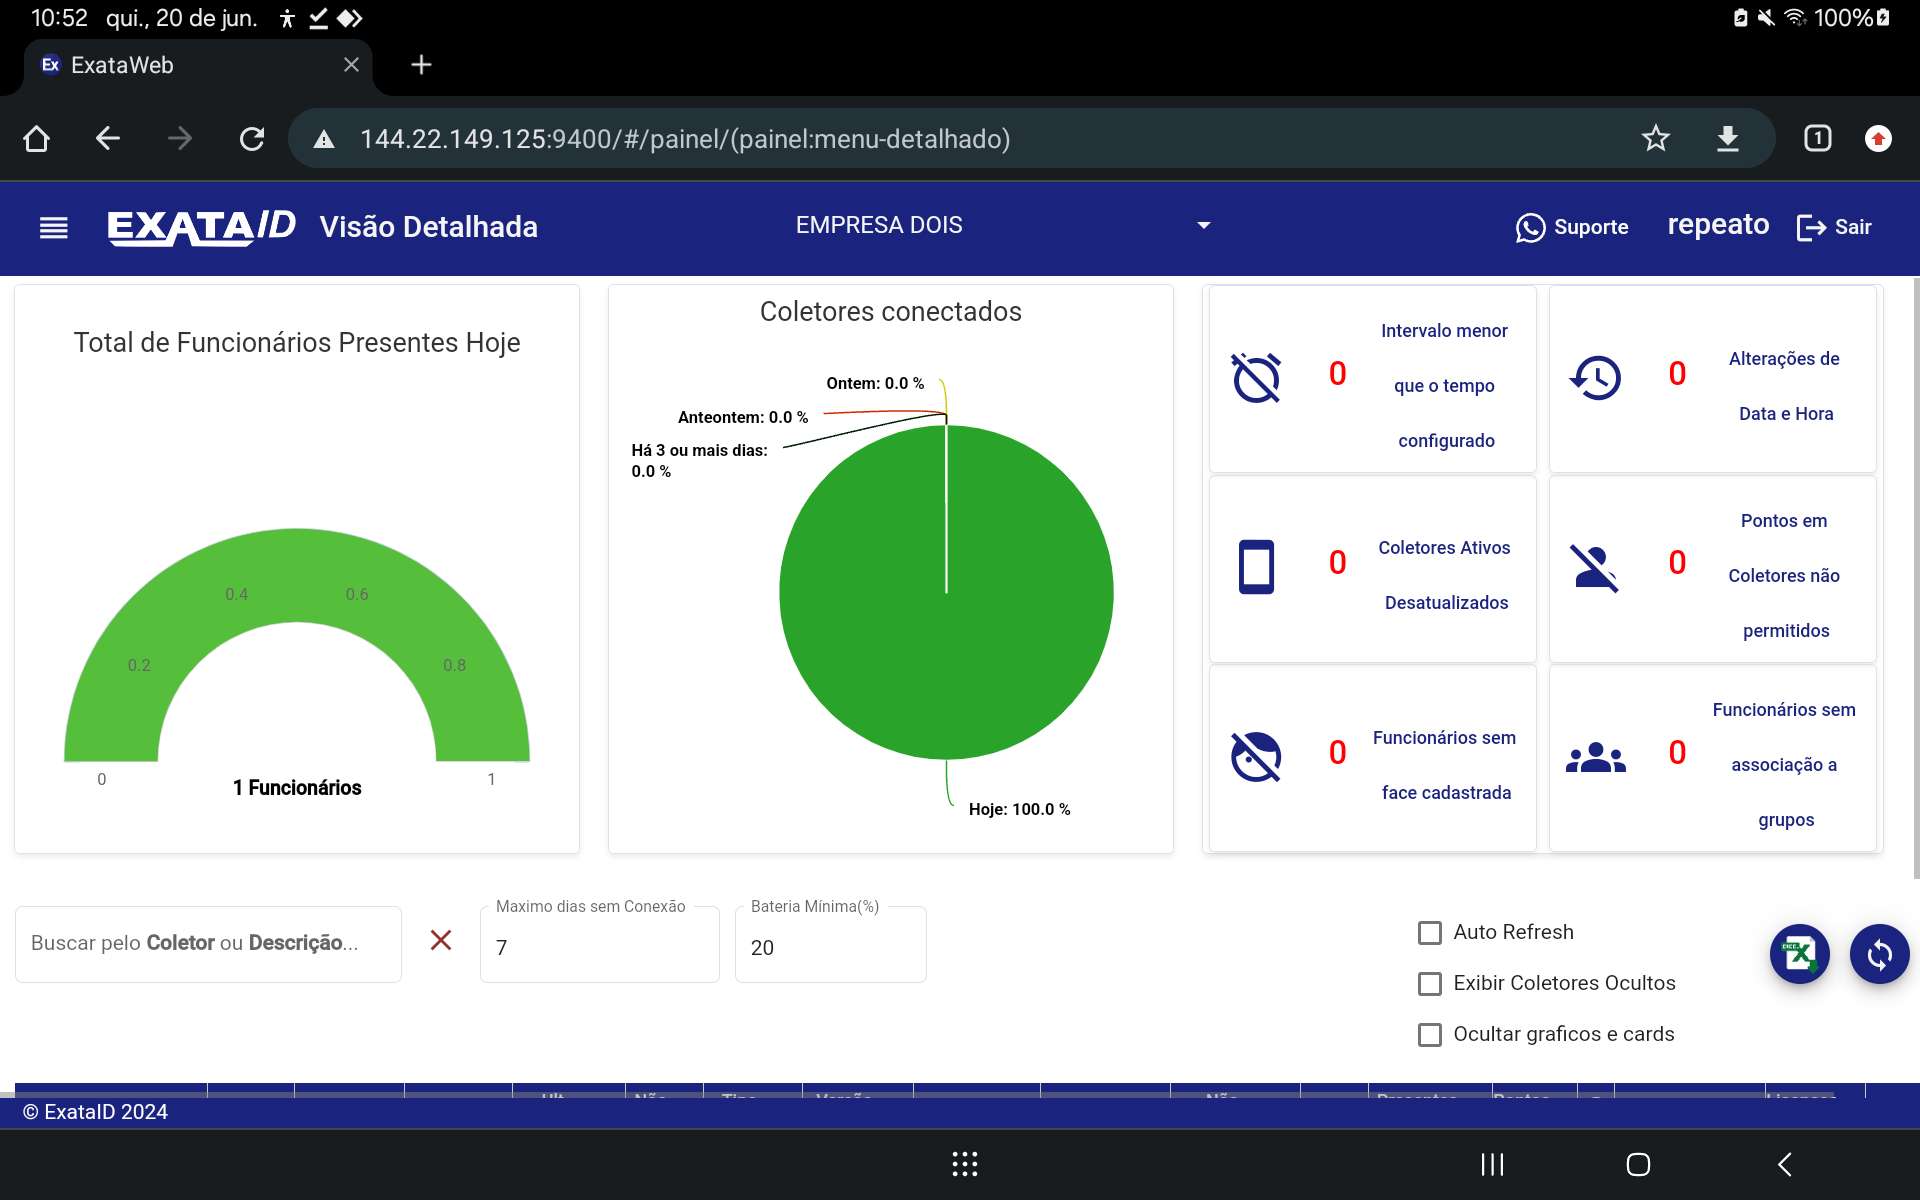 10:52 qui., 20 de jun. 100%
Ex ExataWeb
144.22.149.125:9400/#/painel/(painel:menu-detalhado) 1
EXATAID Visão Detalhada EMPRESA DOIS Suporte repeato Sair
Total de Funcionários Presentes Hoje
0.4 0.6
0.2 0.8
0 1
1 Funcionários
Coletores conectados
Ontem: 0.0 %
Anteontem: 0.0 %
Há 3 ou mais dias:
0.0 %
Hoje: 100.0 %
0 Intervalo menor
que o tempo
configurado
0 Alterações de
Data e Hora
0 Coletores Ativos
Desatualizados
0 Pontos em
Coletores não
permitidos
0 Funcionários sem
face cadastrada
0 Funcionários sem
associação a
grupos
Buscar pelo Coletor ou Descrição...
Maximo dias sem Conexão
7
Bateria Mínima(%)
20
Auto Refresh
Exibir Coletores Ocultos
Ocultar graficos e cards
© ExataID 2024